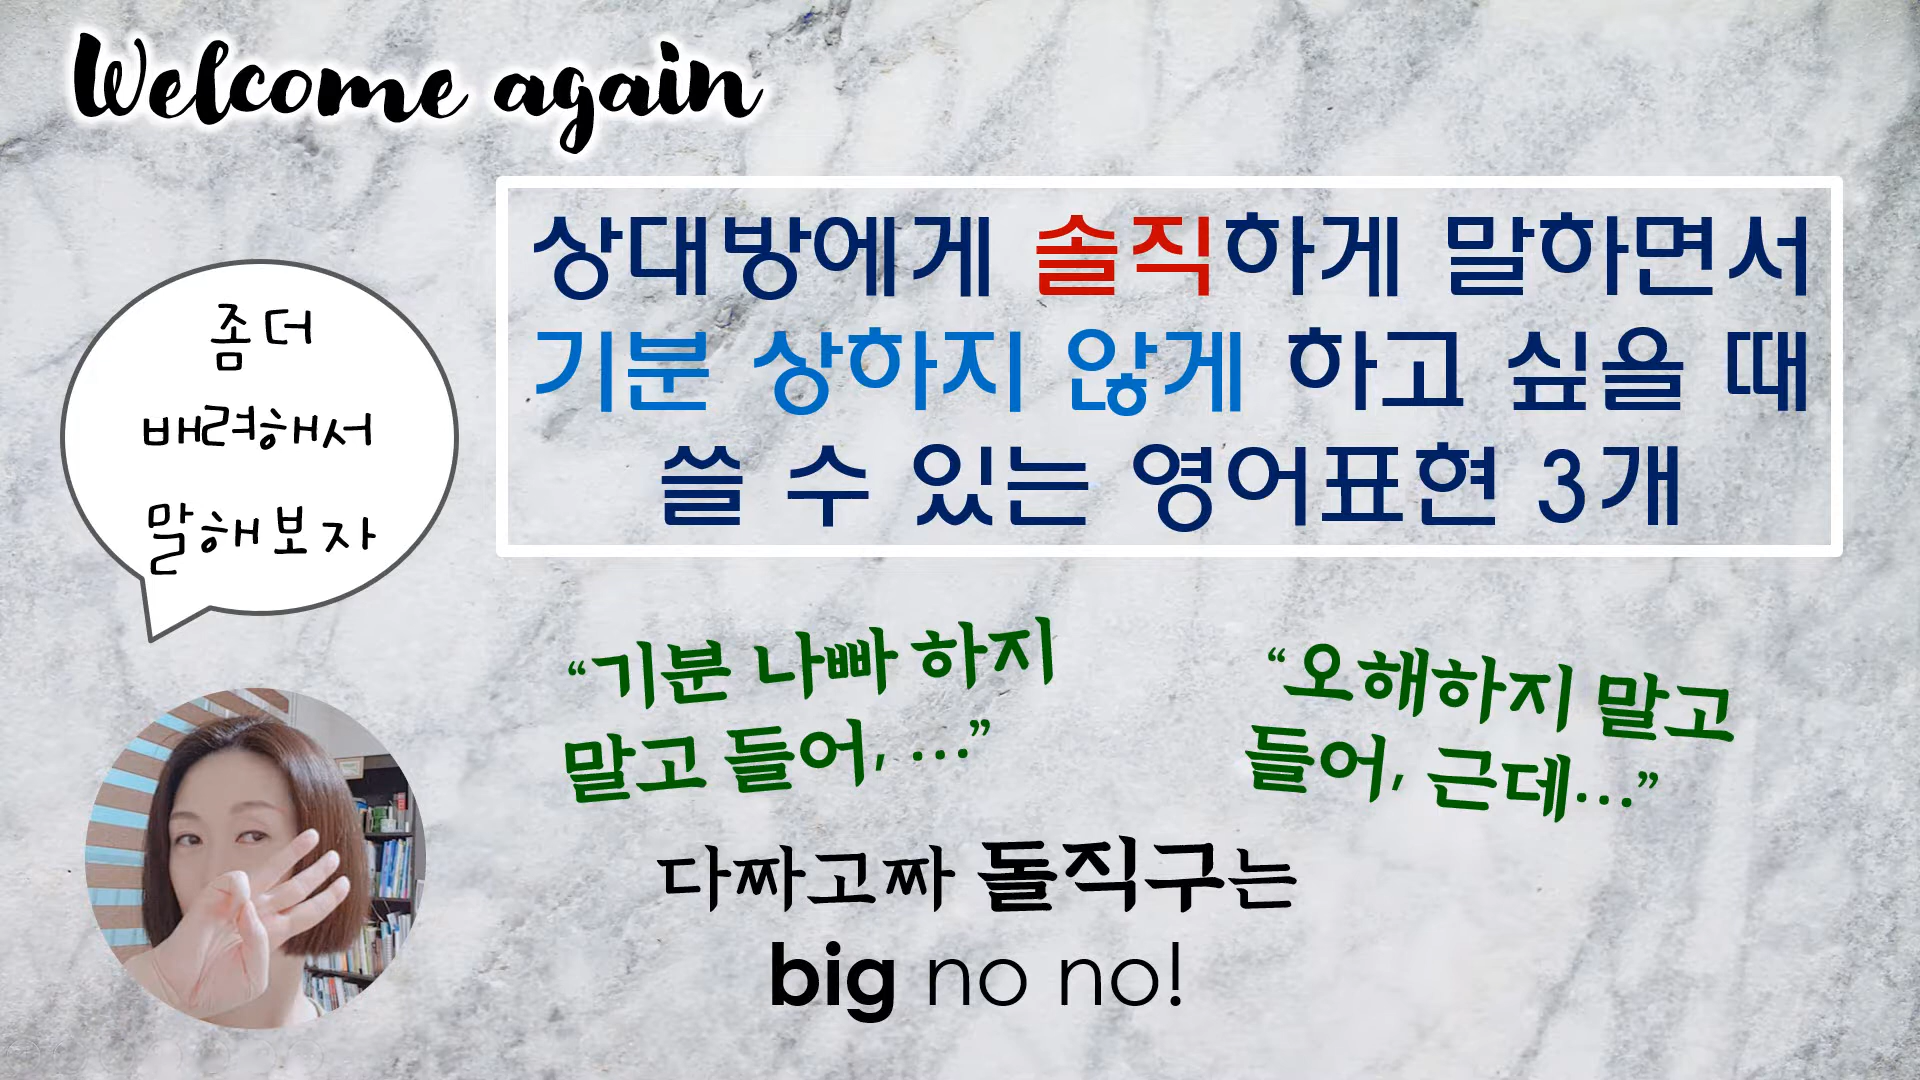 Welcome again
상대방에게 솔직하게 말하면서
기분 상하지 않게 하고 싶을 때
쓸 수 있는 영어표현 3개
좀 더
배려해서
말해보자
“기분 나빠 하지
말고 들어, …”
“오해하지 말고
들어, 근데…”
다짜고짜 돌직구는
big no no!